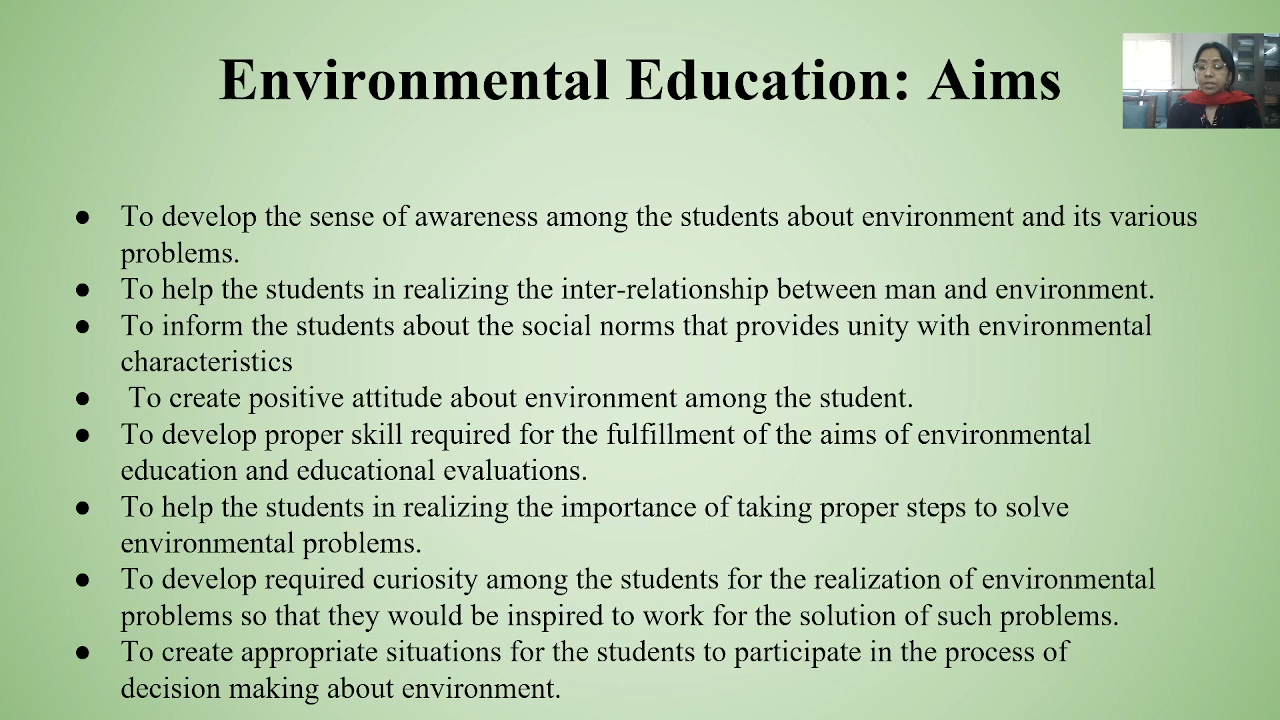 Environmental Education: Aims
● To develop the sense of awareness among the students about environment and its various
problems.
● To help the students in realizing the inter-relationship between man and environment.
● To inform the students about the social norms that provides unity with environmental
characteristics
● To create positive attitude about environment among the student.
● To develop proper skill required for the fulfillment of the aims of environmental
education and educational evaluations.
● To help the students in realizing the importance of taking proper steps to solve
environmental problems.
● To develop required curiosity among the students for the realization of environmental
problems so that they would be inspired to work for the solution of such problems.
● To create appropriate situations for the students to participate in the process of
decision making about environment.